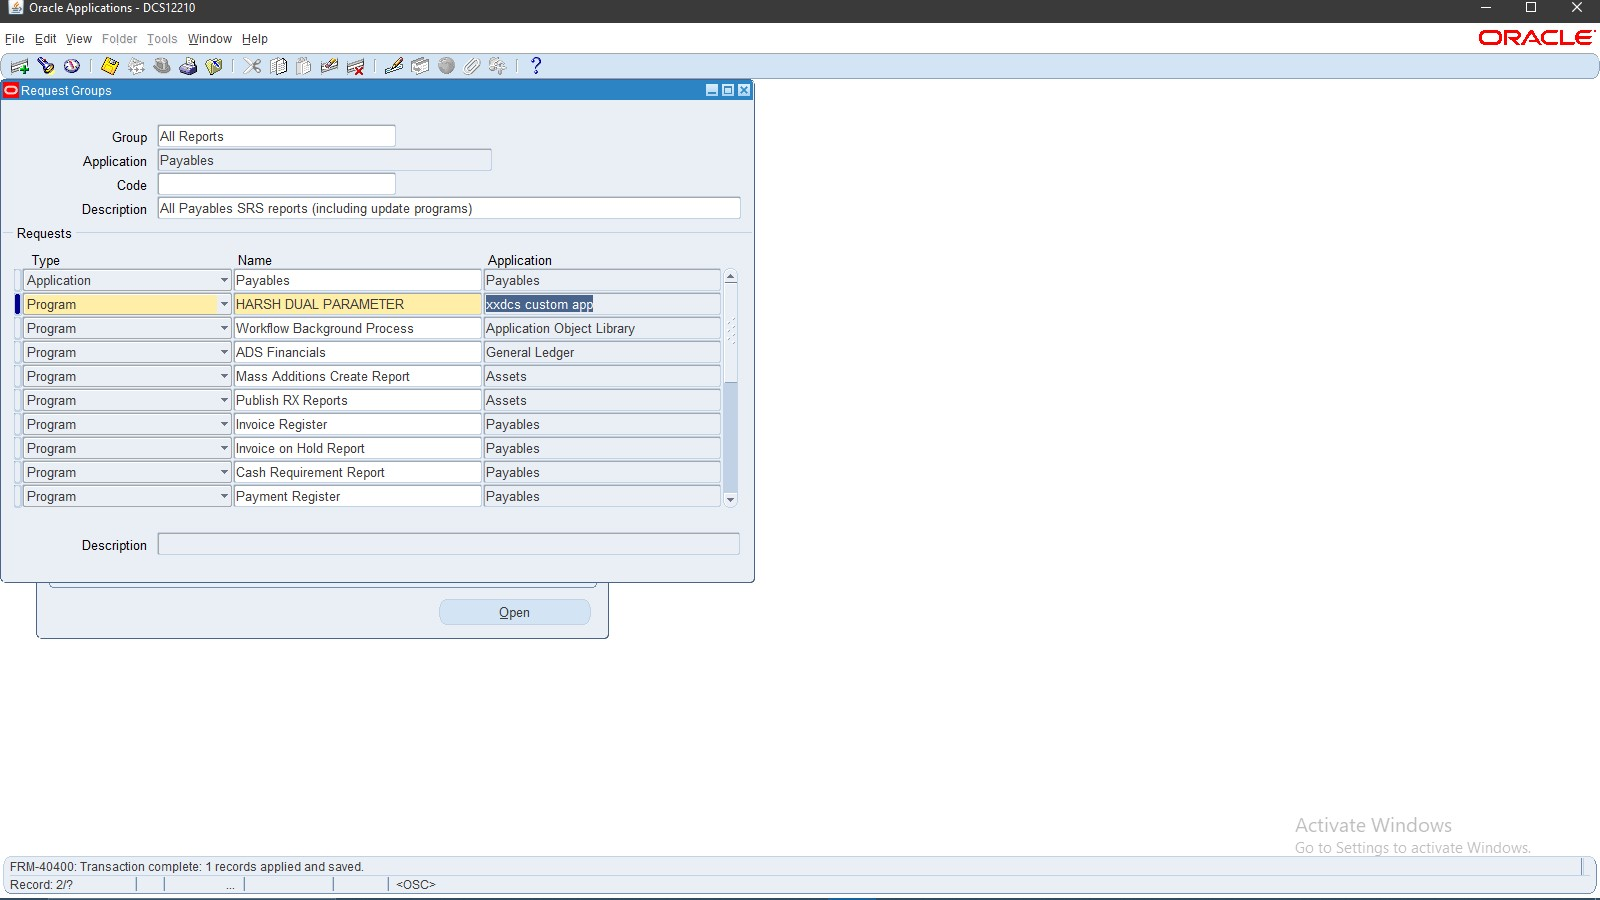 Oracle Applications - DCS12210
File Edit View Folder Tools Window Help
ORACLE
Request Groups
Group All Reports
Application Payables
Code
Description All Payables SRS reports (including update programs)
Requests
Type Name Application
Application Payables Payables
Program HARSH DUAL PARAMETER xxdcs custom app
Program Workflow Background Process Application Object Library
Program ADS Financials General Ledger
Program Mass Additions Create Report Assets
Program Publish RX Reports Assets
Program Invoice Register Payables
Program Invoice on Hold Report Payables
Program Cash Requirement Report Payables
Program Payment Register Payables
Description
Open
Activate Windows
Go to Settings to activate Windows.
FRM-40400: Transaction complete: 1 records applied and saved.
Record: 2/? ... <OSC>